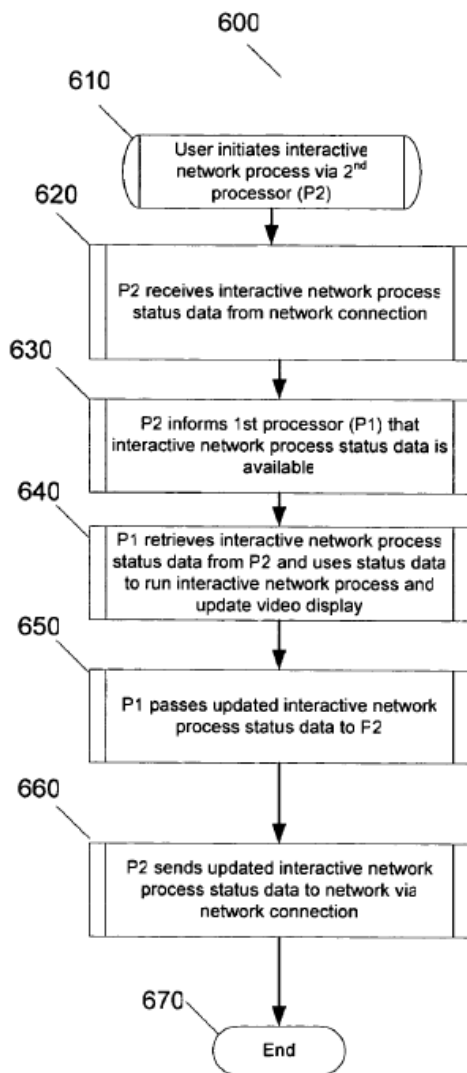 600
610
User initiates interactive
network process via 2nd
processor (P2)
620
P2 receives interactive network process
status data from network connection
630
P2 informs 1st processor (P1) that
interactive network process status data is
available
640
P1 retrieves interactive network process
status data from P2 and uses status data
to run interactive network process and
update video display
650
P1 passes updated interactive network
process status data to F2
660
P2 sends updated interactive network
process status data to network via
network connection
670
End